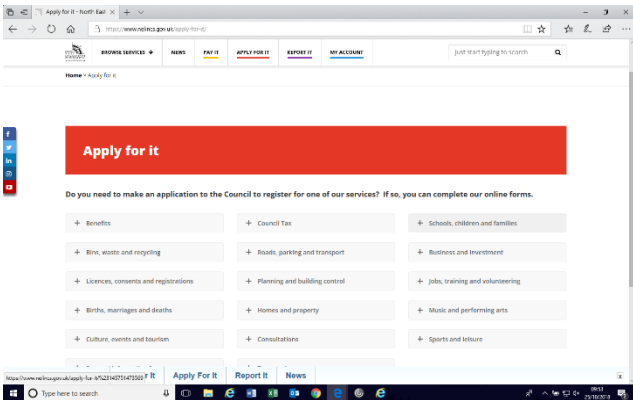 Apply for it - North East
https://www.nelincs.gov.uk/apply-for-it/
BROWSE SERVICES NEWS PAY IT APPLY FOR IT REPORT IT MY ACCOUNT Just start typing to search
Home > Apply for it
Apply for it
Do you need to make an application to the Council to register for one of our services? If so, you can complete our online forms.
+ Benefits + Council Tax + Schools, children and families
+ Bins, waste and recycling + Roads, parking and transport + Business and investment
+ Licences, consents and registrations + Planning and building control + Jobs, training and volunteering
+ Births, marriages and deaths + Homes and property + Music and performing arts
+ Culture, events and tourism + Consultations + Sports and leisure
r It Apply For It Report It News x
Type here to search 09:53
25/10/2018